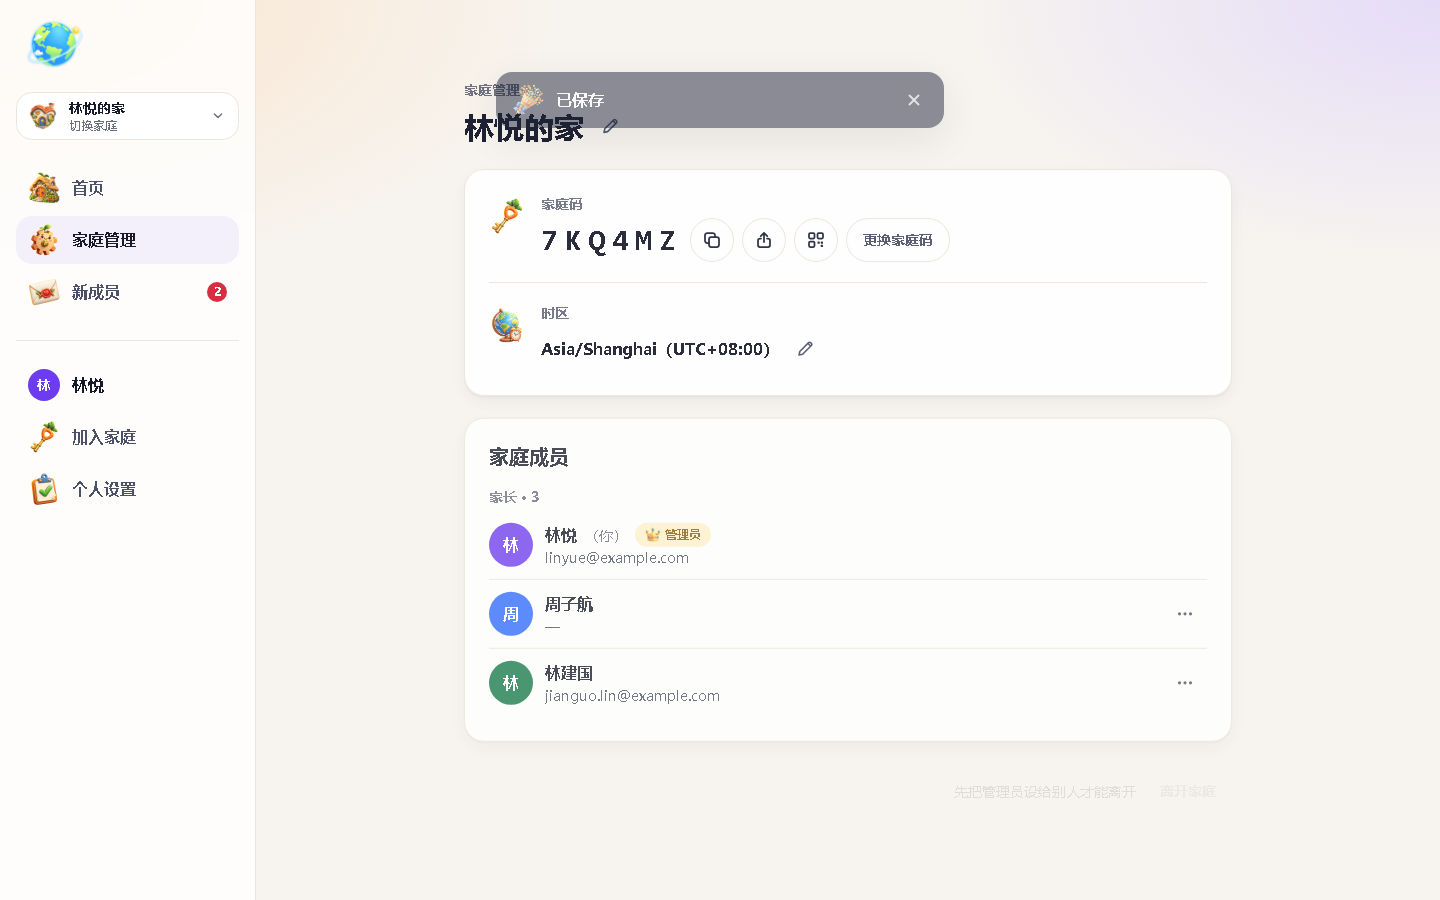 林悦的家
切换家庭
首页
家庭管理
新成员
2
林
林悦
加入家庭
个人设置
家庭管理
已保存
林悦的家
家庭码
7KQ4MZ
更换家庭码
时区
Asia/Shanghai (UTC+08:00)
家庭成员
家长 • 3
林
林悦 （你） 管理员
linyue@example.com
周
周子航
—
林
林建国
jianguo.lin@example.com
先把管理员设给别人才能离开 离开家庭